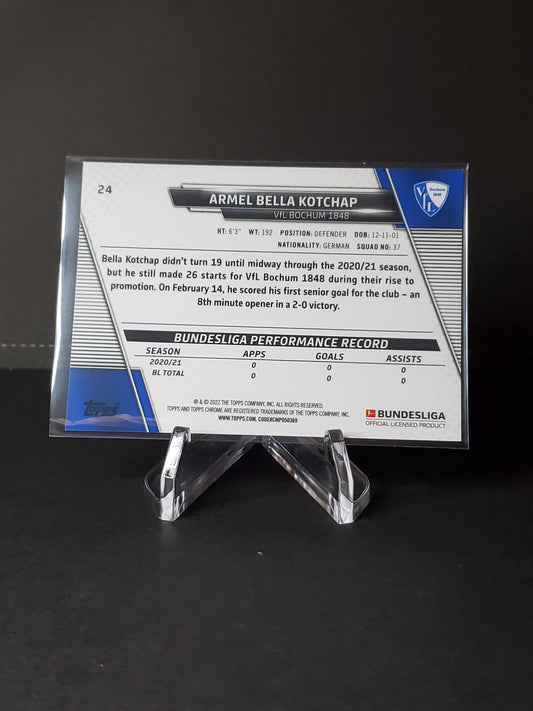 24
ARMEL BELLA KOTCHAP
VfL BOCHUM 1848
HT: 6'3" WT: 192 POSITION: DEFENDER DOB: 12-11-01
NATIONALITY: GERMAN SQUAD NO: 37
Bella Kotchap didn't turn 19 until midway through the 2020/21 season,
but he still made 26 starts for VfL Bochum 1848 during their rise to
promotion. On February 14, he scored his first senior goal for the club – an
8th minute opener in a 2-0 victory.
BUNDESLIGA PERFORMANCE RECORD
SEASON APPS GOALS ASSISTS
2020/21 0 0 0
BL TOTAL 0 0 0
® & © 2022 THE TOPPS COMPANY, INC. ALL RIGHTS RESERVED.
TOPPS AND TOPPS CHROME ARE REGISTERED TRADEMARKS OF THE TOPPS COMPANY, INC.
WWW.TOPPS.COM. CODE#CMP050369
Topps
BUNDESLIGA
OFFICIAL LICENSED PRODUCT
Bochum
1848
VfL